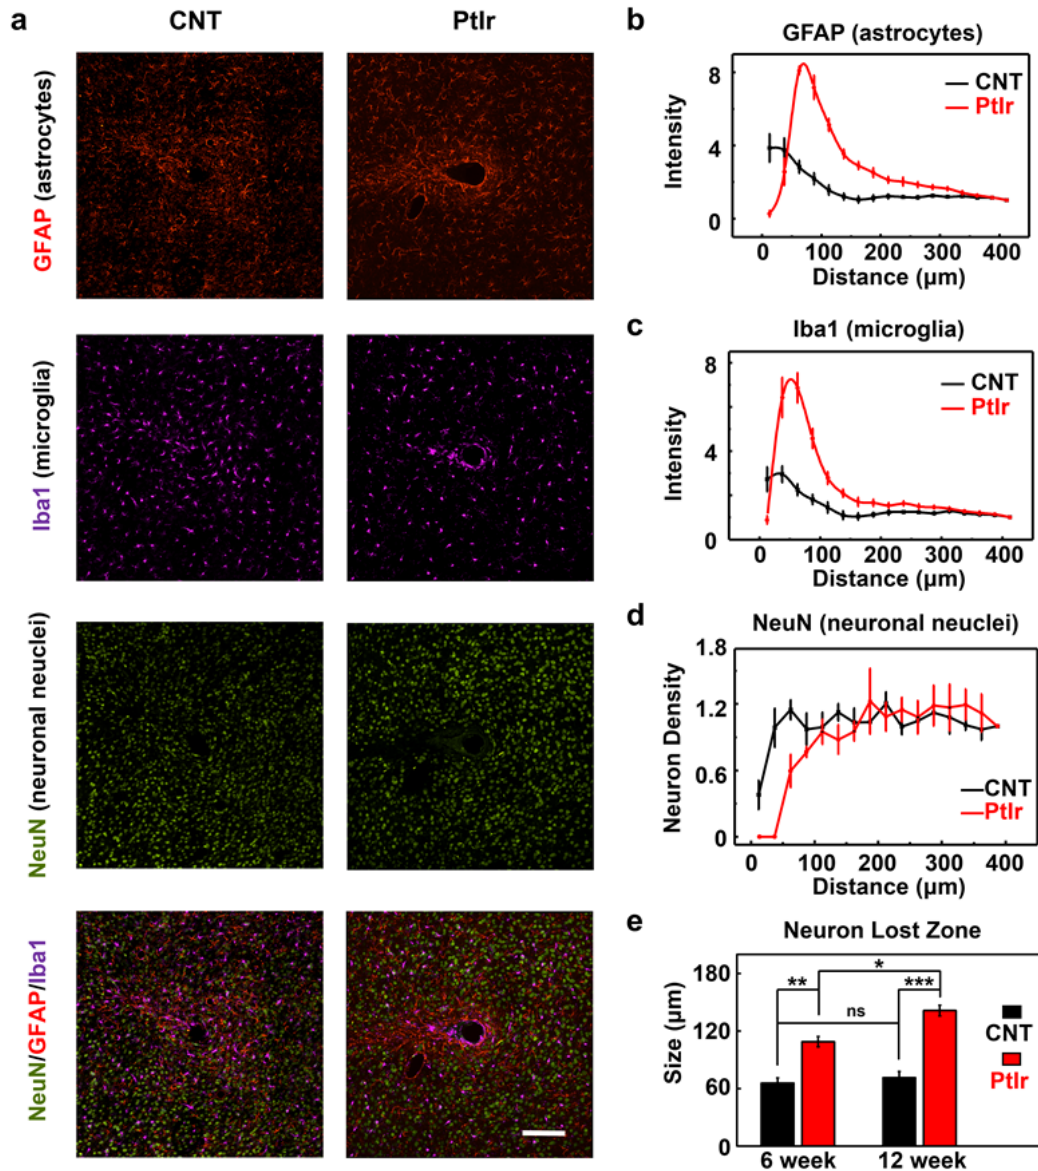 a
CNT
PtIr
GFAP (astrocytes)
Iba1 (microglia)
NeuN (neuronal neuclei)
NeuN/GFAP/Iba1
b
GFAP (astrocytes)
8
4
0
Intensity
CNT
PtIr
0 100 200 300 400
Distance (µm)
c
Iba1 (microglia)
8
4
0
Intensity
CNT
PtIr
0 100 200 300 400
Distance (µm)
d
NeuN (neuronal neuclei)
1.8
1.2
0.6
0
Neuron Density
CNT
PtIr
0 100 200 300 400
Distance (µm)
e
Neuron Lost Zone
180
120
60
0
Size (µm)
**
*
***
ns
CNT
PtIr
6 week 12 week